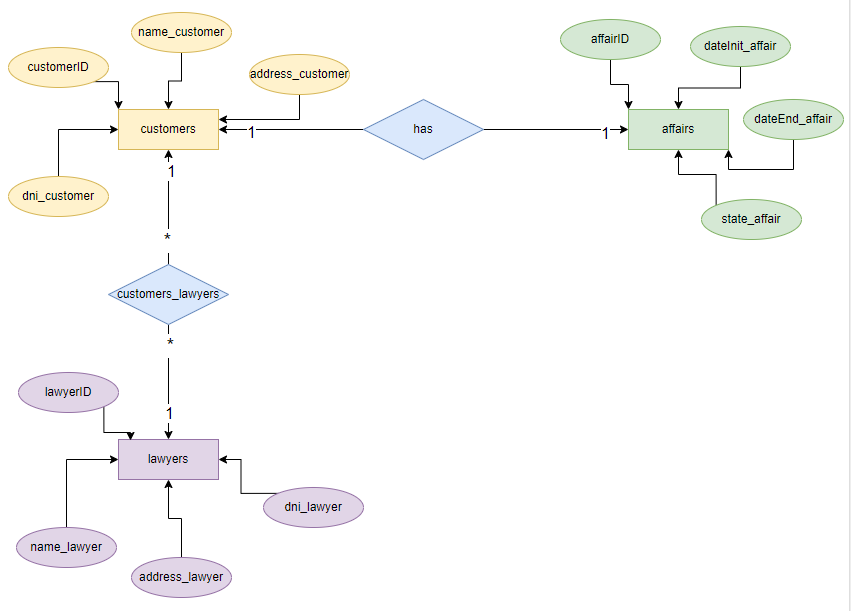 name_customer
affairID
dateInit_affair
customerID
address_customer
customers
1
has
1
affairs
dateEnd_affair
1
dni_customer
state_affair
*
customers_lawyers
*
lawyerID
1
lawyers
dni_lawyer
name_lawyer
address_lawyer